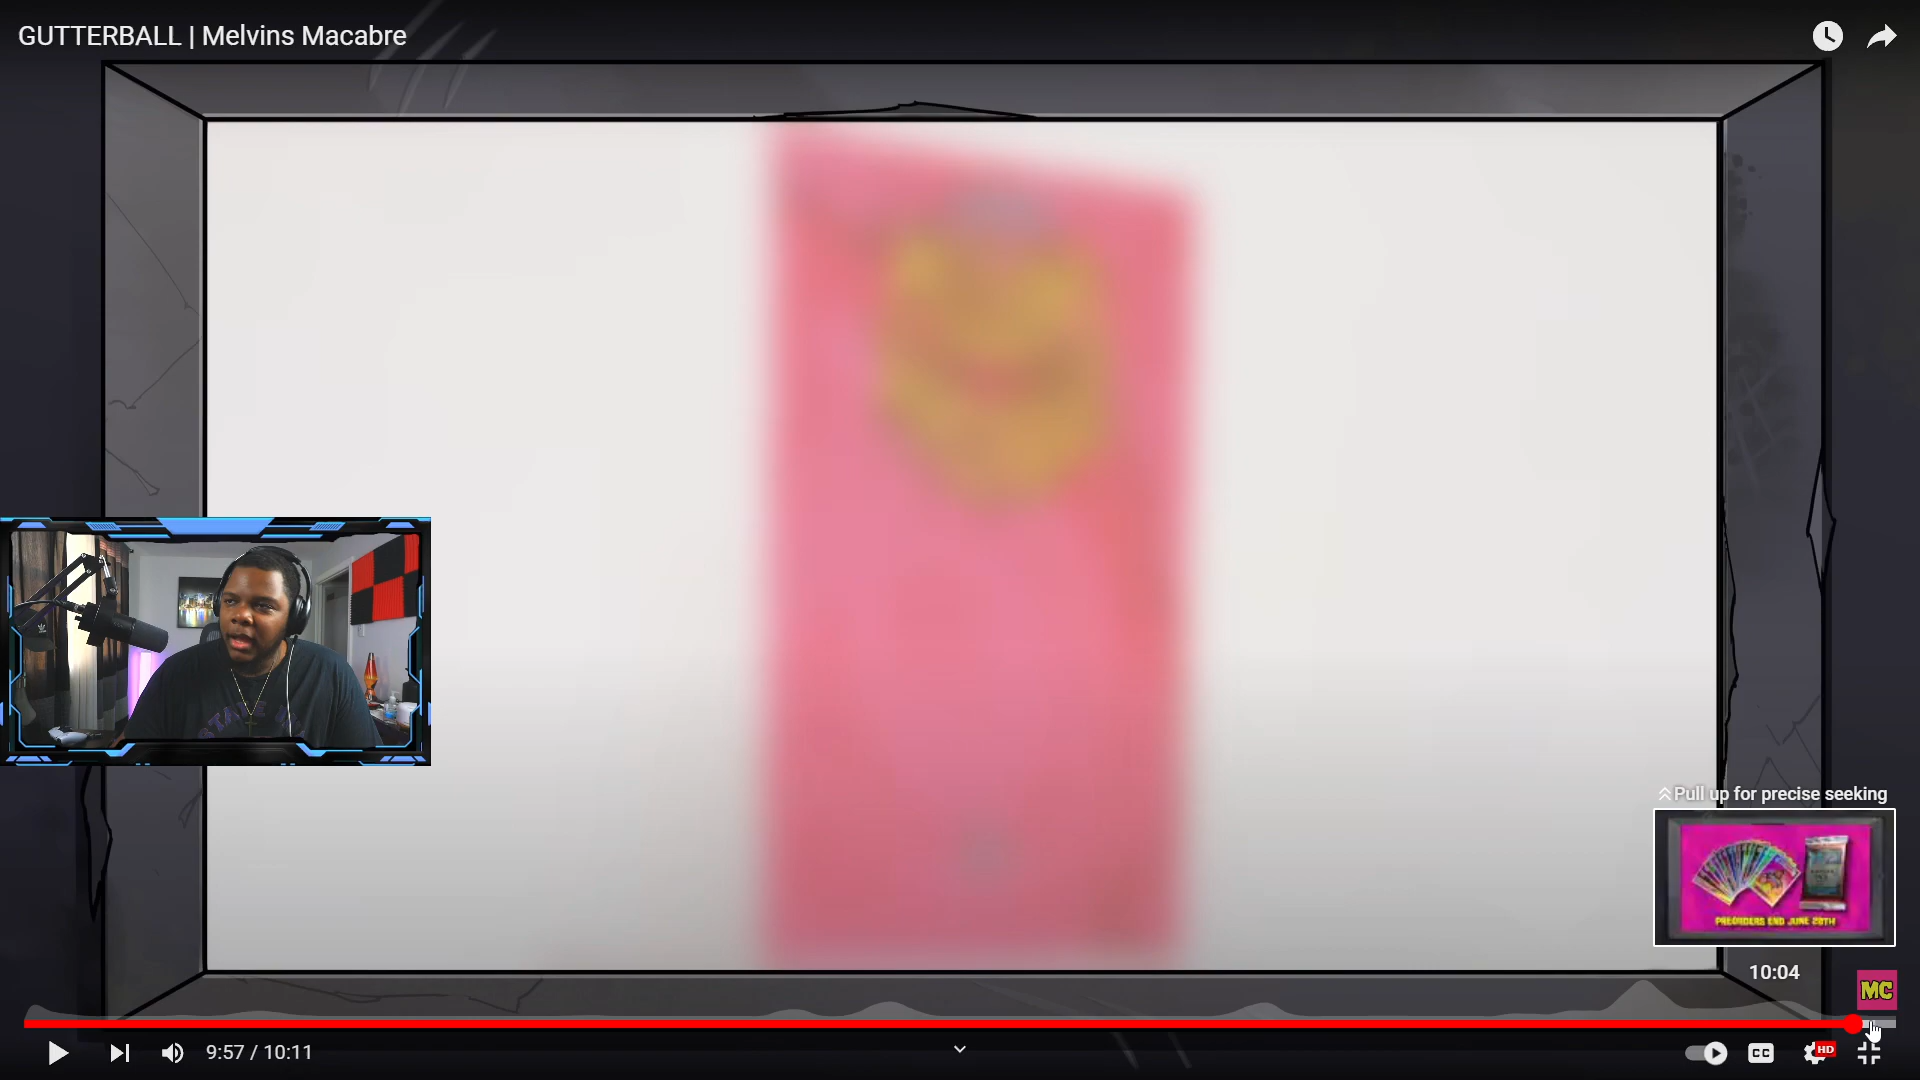 GUTTERBALL | Melvins Macabre
Pull up for precise seeking
PREORDERS END JUNE 28TH
10:04
MC
9:57 / 10:11
CC
HD